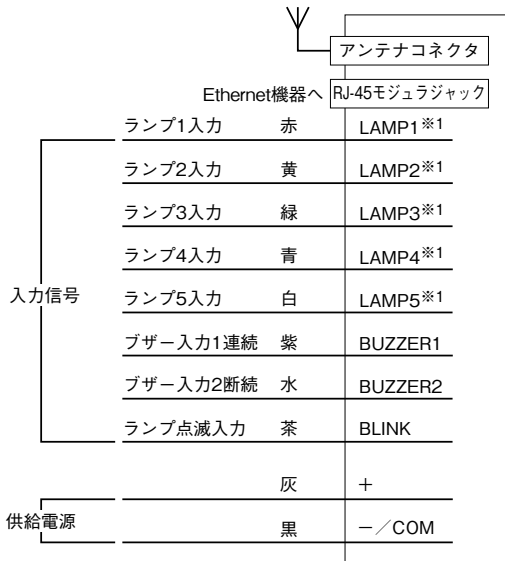 アンテナコネクタ
Ethernet機器へ RJ-45モジュラジャック
ランプ1入力 赤 LAMP1※1
ランプ2入力 黄 LAMP2※1
ランプ3入力 緑 LAMP3※1
ランプ4入力 青 LAMP4※1
入力信号
ランプ5入力 白 LAMP5※1
ブザー入力1連続 紫 BUZZER1
ブザー入力2断続 水 BUZZER2
ランプ点滅入力 茶 BLINK
灰 +
供給電源
黒 −／COM